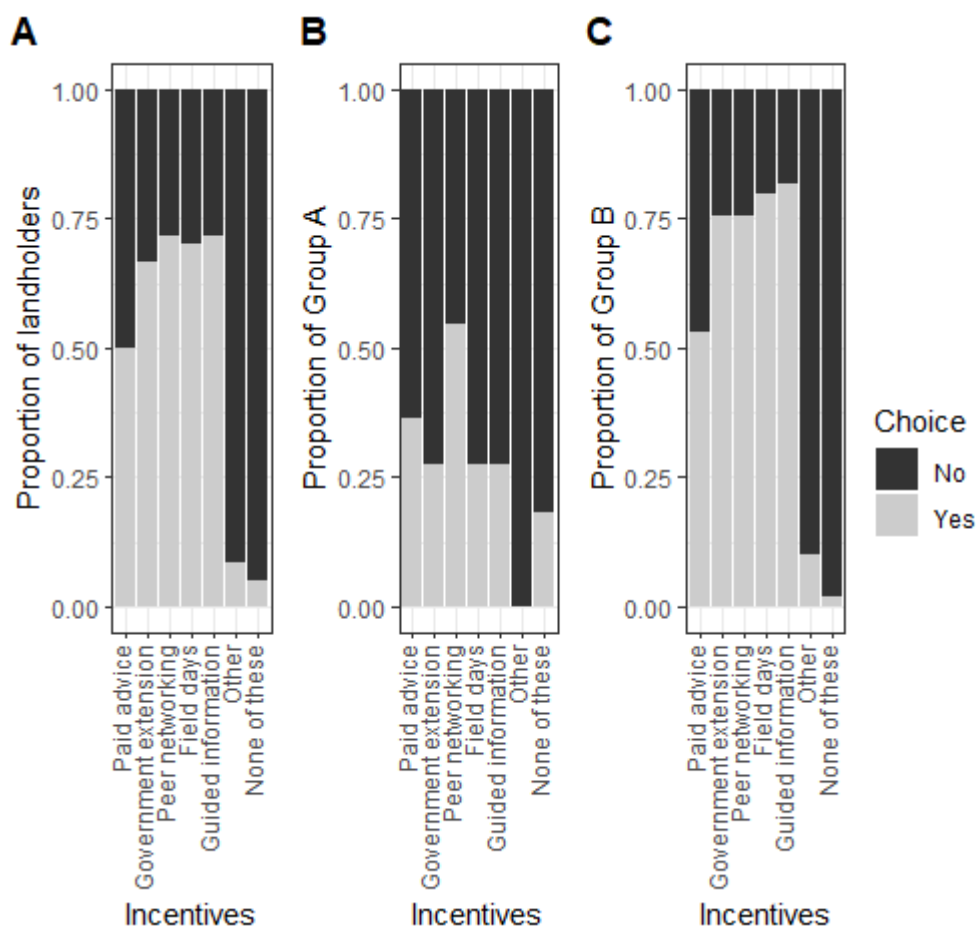 A
Proportion of landholders
1.00
0.75
0.50
0.25
0.00
Paid advice
Government extension
Peer networking
Field days
Guided information
Other
None of these
Incentives
B
Proportion of Group A
1.00
0.75
0.50
0.25
0.00
Paid advice
Government extension
Peer networking
Field days
Guided information
Other
None of these
Incentives
C
Proportion of Group B
1.00
0.75
0.50
0.25
0.00
Paid advice
Government extension
Peer networking
Field days
Guided information
Other
None of these
Incentives
Choice
No
Yes